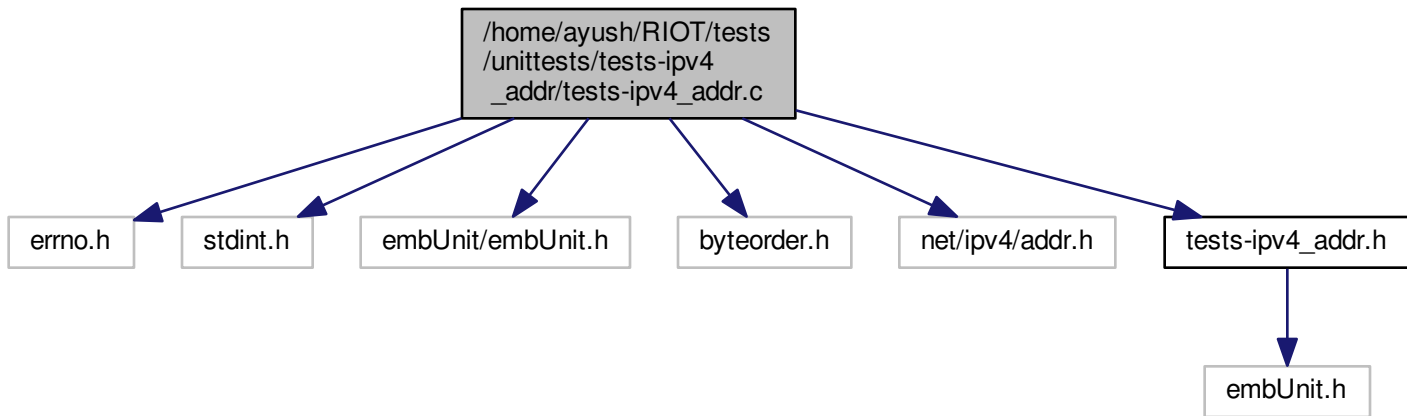 /home/ayush/RIOT/tests
/unittests/tests-ipv4
_addr/tests-ipv4_addr.c
errno.h
stdint.h
embUnit/embUnit.h
byteorder.h
net/ipv4/addr.h
tests-ipv4_addr.h
embUnit.h